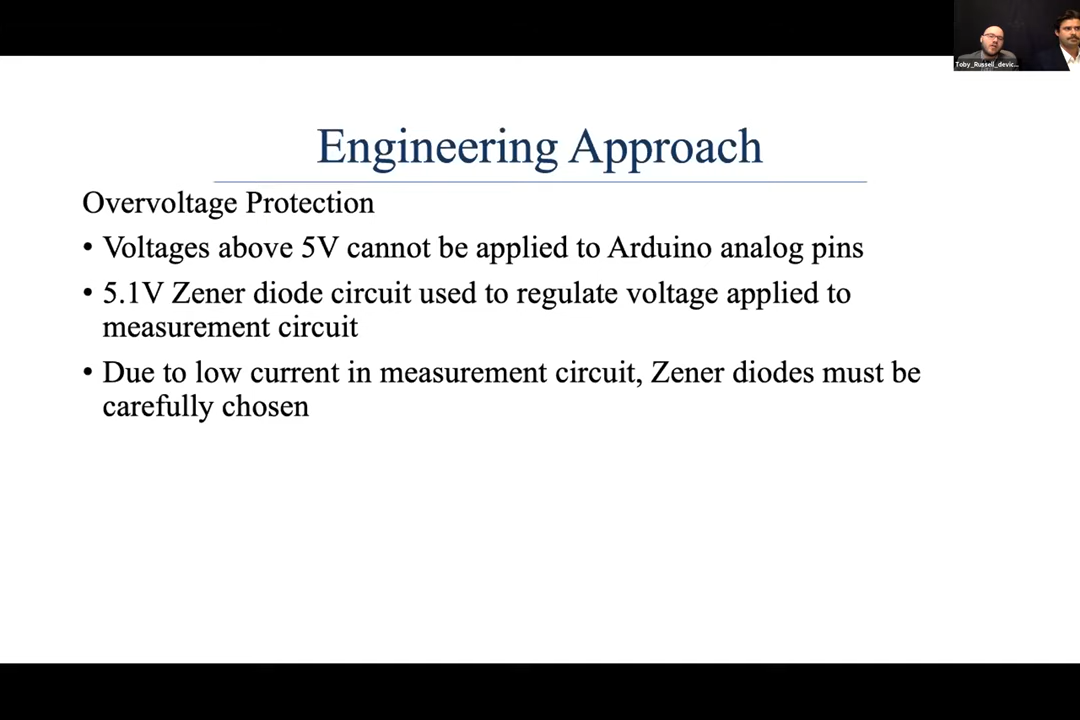 Toby_Russell_devic...
Engineering Approach
Overvoltage Protection
• Voltages above 5V cannot be applied to Arduino analog pins
• 5.1V Zener diode circuit used to regulate voltage applied to
measurement circuit
• Due to low current in measurement circuit, Zener diodes must be
carefully chosen